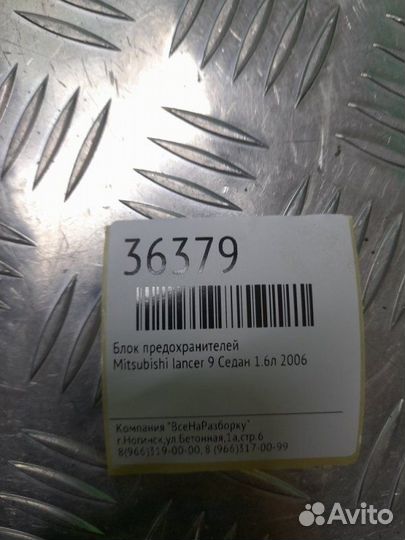 36379
Блок предохранителей
Mitsubishi lancer 9 Седан 1.6л 2006
Компания "ВсеНаРазборку"
г.Ногинск,ул.Бетонная,1а,стр.6
8(966)319-00-00, 8 (966)317-00-99
Avito